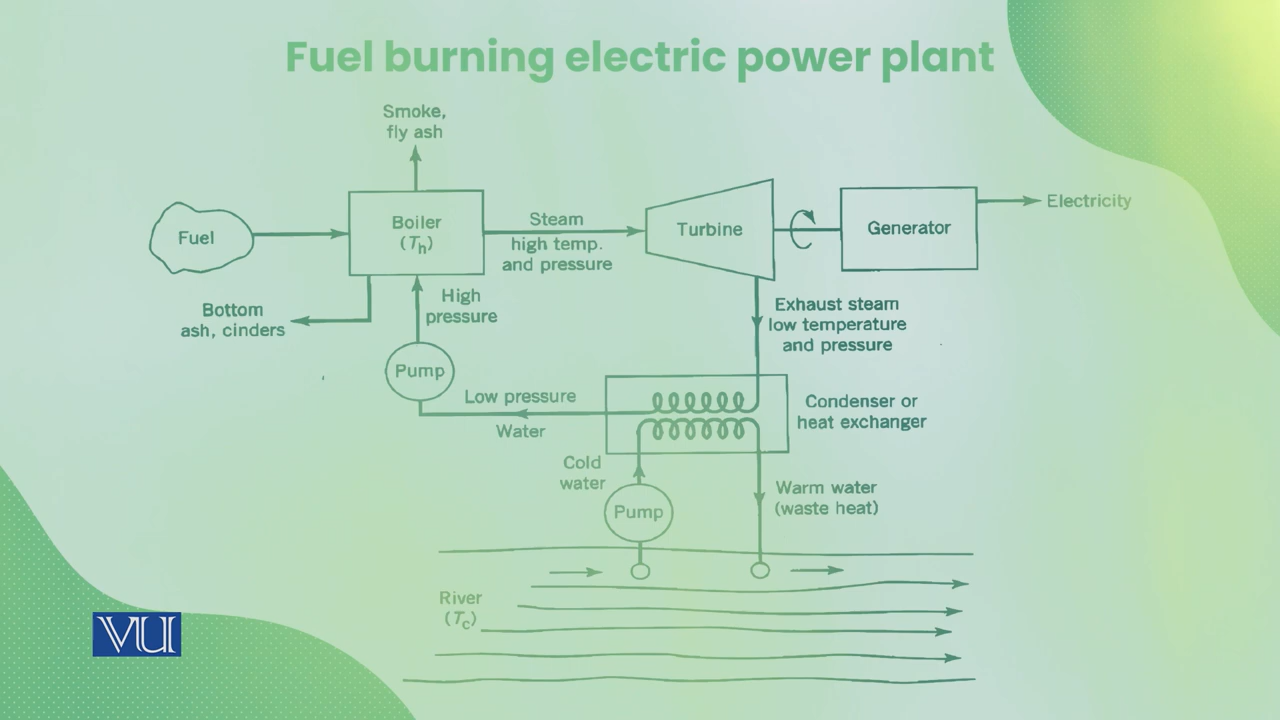 Fuel burning electric power plant
Smoke,
fly ash
Fuel
Boiler
(Th)
Steam
high temp.
and pressure
Turbine
Generator
Electricity
Bottom
ash, cinders
High
pressure
Exhaust steam
low temperature
and pressure
Pump
Low pressure
Water
Condenser or
heat exchanger
Cold
water
Pump
Warm water
(waste heat)
River
(Tc)
VU